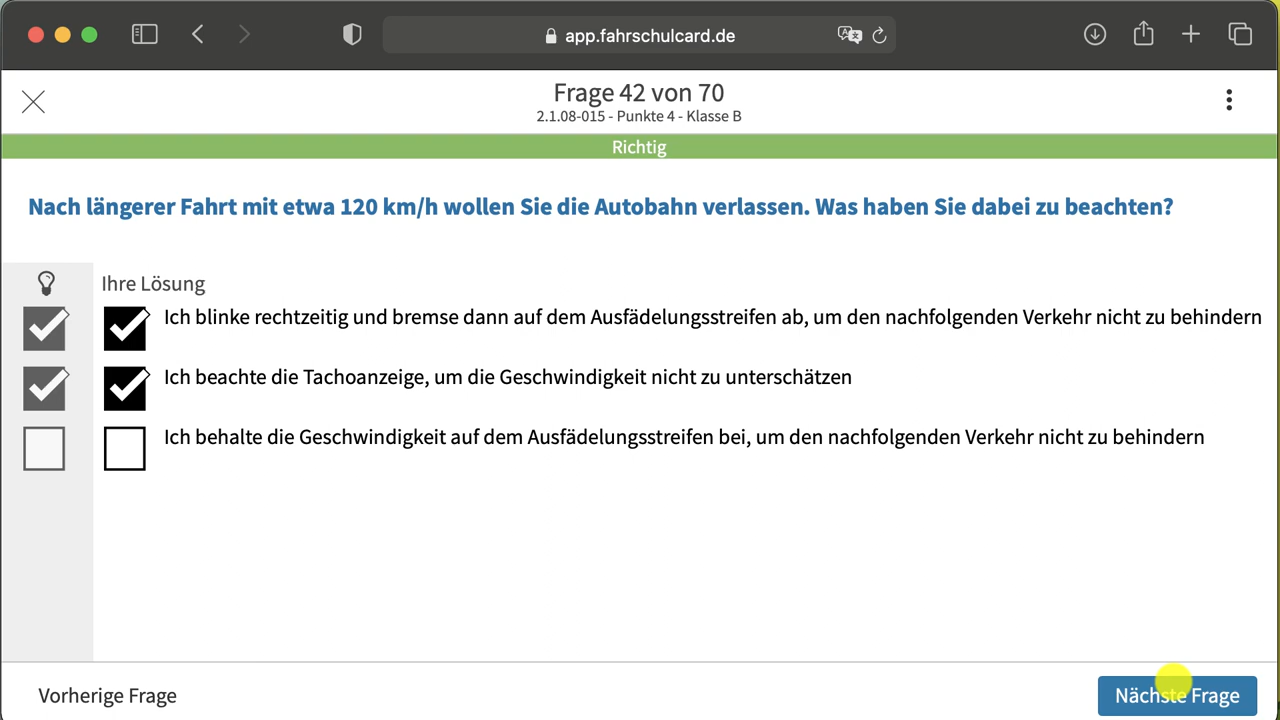 app.fahrschulcard.de
Frage 42 von 70
2.1.08-015 - Punkte 4 - Klasse B
Richtig
Nach längerer Fahrt mit etwa 120 km/h wollen Sie die Autobahn verlassen. Was haben Sie dabei zu beachten?
Ihre Lösung
Ich blinke rechtzeitig und bremse dann auf dem Ausfädelungsstreifen ab, um den nachfolgenden Verkehr nicht zu behindern
Ich beachte die Tachoanzeige, um die Geschwindigkeit nicht zu unterschätzen
Ich behalte die Geschwindigkeit auf dem Ausfädelungsstreifen bei, um den nachfolgenden Verkehr nicht zu behindern
Vorherige Frage
Nächste Frage